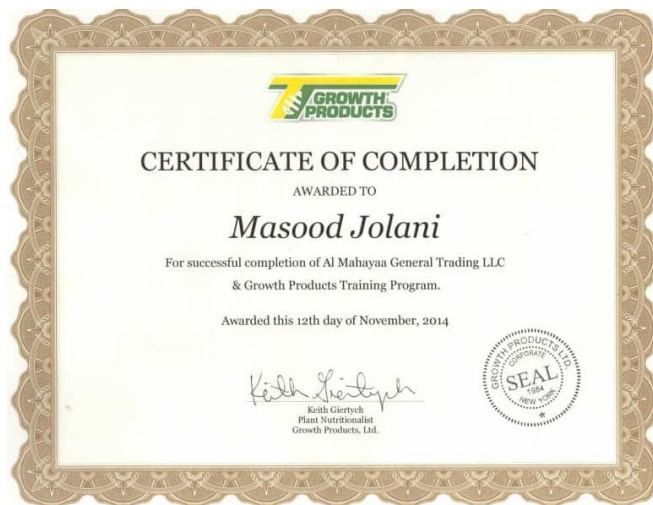 GROWTH
PRODUCTS
CERTIFICATE OF COMPLETION
AWARDED TO
Masood Jolani
For successful completion of Al Mahayaa General Trading LLC
& Growth Products Training Program.
Awarded this 12th day of November, 2014
Keith Giertych
Keith Giertych
Plant Nutritionalist
Growth Products, Ltd.
GROWTH PRODUCTS LTD.
CORPORATE
SEAL
1984
NEW YORK